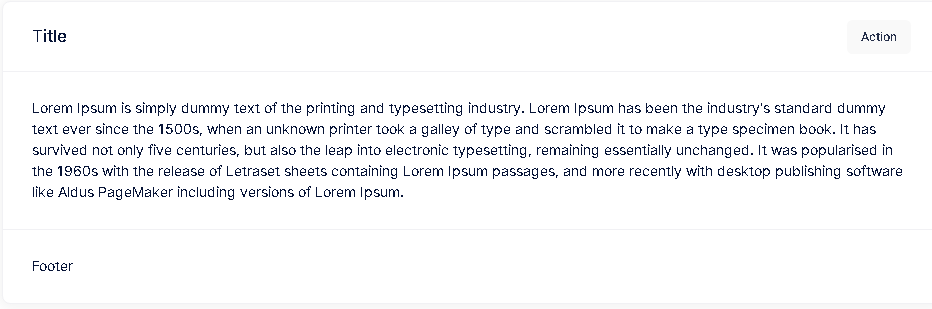 Title
Action
Lorem Ipsum is simply dummy text of the printing and typesetting industry. Lorem Ipsum has been the industry's standard dummy
text ever since the 1500s, when an unknown printer took a galley of type and scrambled it to make a type specimen book. It has
survived not only five centuries, but also the leap into electronic typesetting, remaining essentially unchanged. It was popularised in
the 1960s with the release of Letraset sheets containing Lorem Ipsum passages, and more recently with desktop publishing software
like Aldus PageMaker including versions of Lorem Ipsum.
Footer